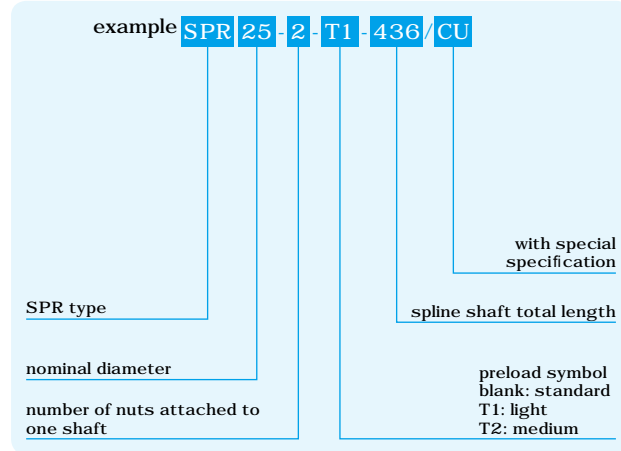 example SPR 25 - 2 - T1 - 436 / CU
with special
specification
SPR type
spline shaft total length
nominal diameter
preload symbol
blank: standard
T1: light
T2: medium
number of nuts attached to
one shaft